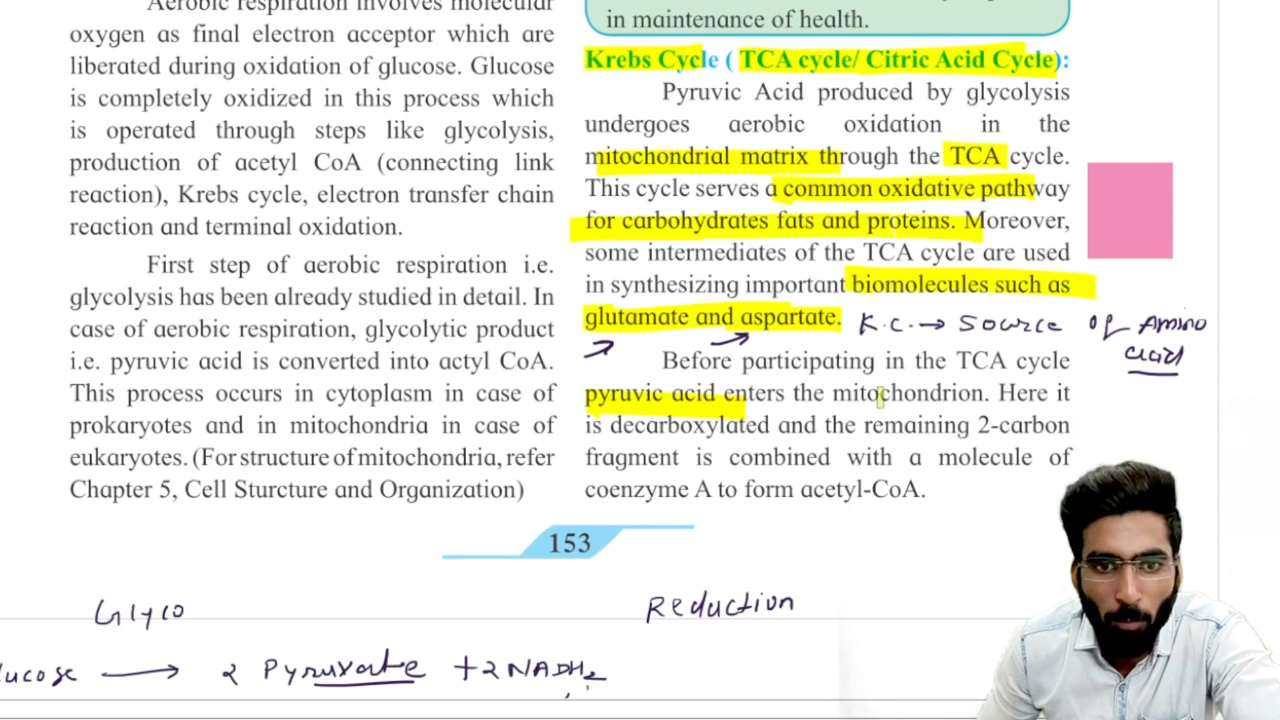 Aerobic respiration involves molecular
oxygen as final electron acceptor which are
liberated during oxidation of glucose. Glucose
is completely oxidized in this process which
is operated through steps like glycolysis,
production of acetyl CoA (connecting link
reaction), Krebs cycle, electron transfer chain
reaction and terminal oxidation.
First step of aerobic respiration i.e.
glycolysis has been already studied in detail. In
case of aerobic respiration, glycolytic product
i.e. pyruvic acid is converted into actyl CoA.
This process occurs in cytoplasm in case of
prokaryotes and in mitochondria in case of
eukaryotes. (For structure of mitochondria, refer
Chapter 5, Cell Sturcture and Organization)
in maintenance of health.
Krebs Cycle ( TCA cycle/ Citric Acid Cycle):
Pyruvic Acid produced by glycolysis
undergoes aerobic oxidation in the
mitochondrial matrix through the TCA cycle.
This cycle serves a common oxidative pathway
for carbohydrates fats and proteins. Moreover,
some intermediates of the TCA cycle are used
in synthesizing important biomolecules such as
glutamate and aspartate.
K.C. → Source of Amino
acid
Before participating in the TCA cycle
pyruvic acid enters the mitochondrion. Here it
is decarboxylated and the remaining 2-carbon
fragment is combined with a molecule of
coenzyme A to form acetyl-CoA.
153
Glyco
Reduction
lucose → 2 Pyruvate + 2 NADH₂